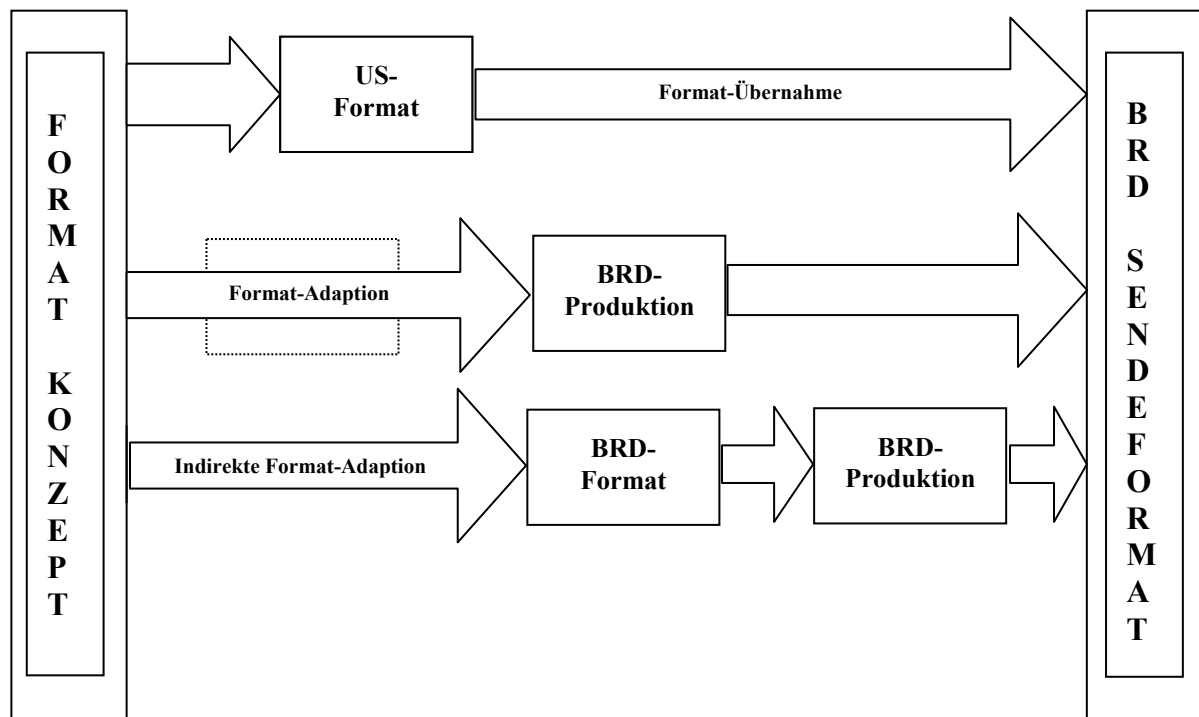 FORMAT KONZEPT
US-
Format
Format-Übernahme
Format-Adaption
BRD-
Produktion
Indirekte Format-Adaption
BRD-
Format
BRD-
Produktion
BRD SENDEFORMAT